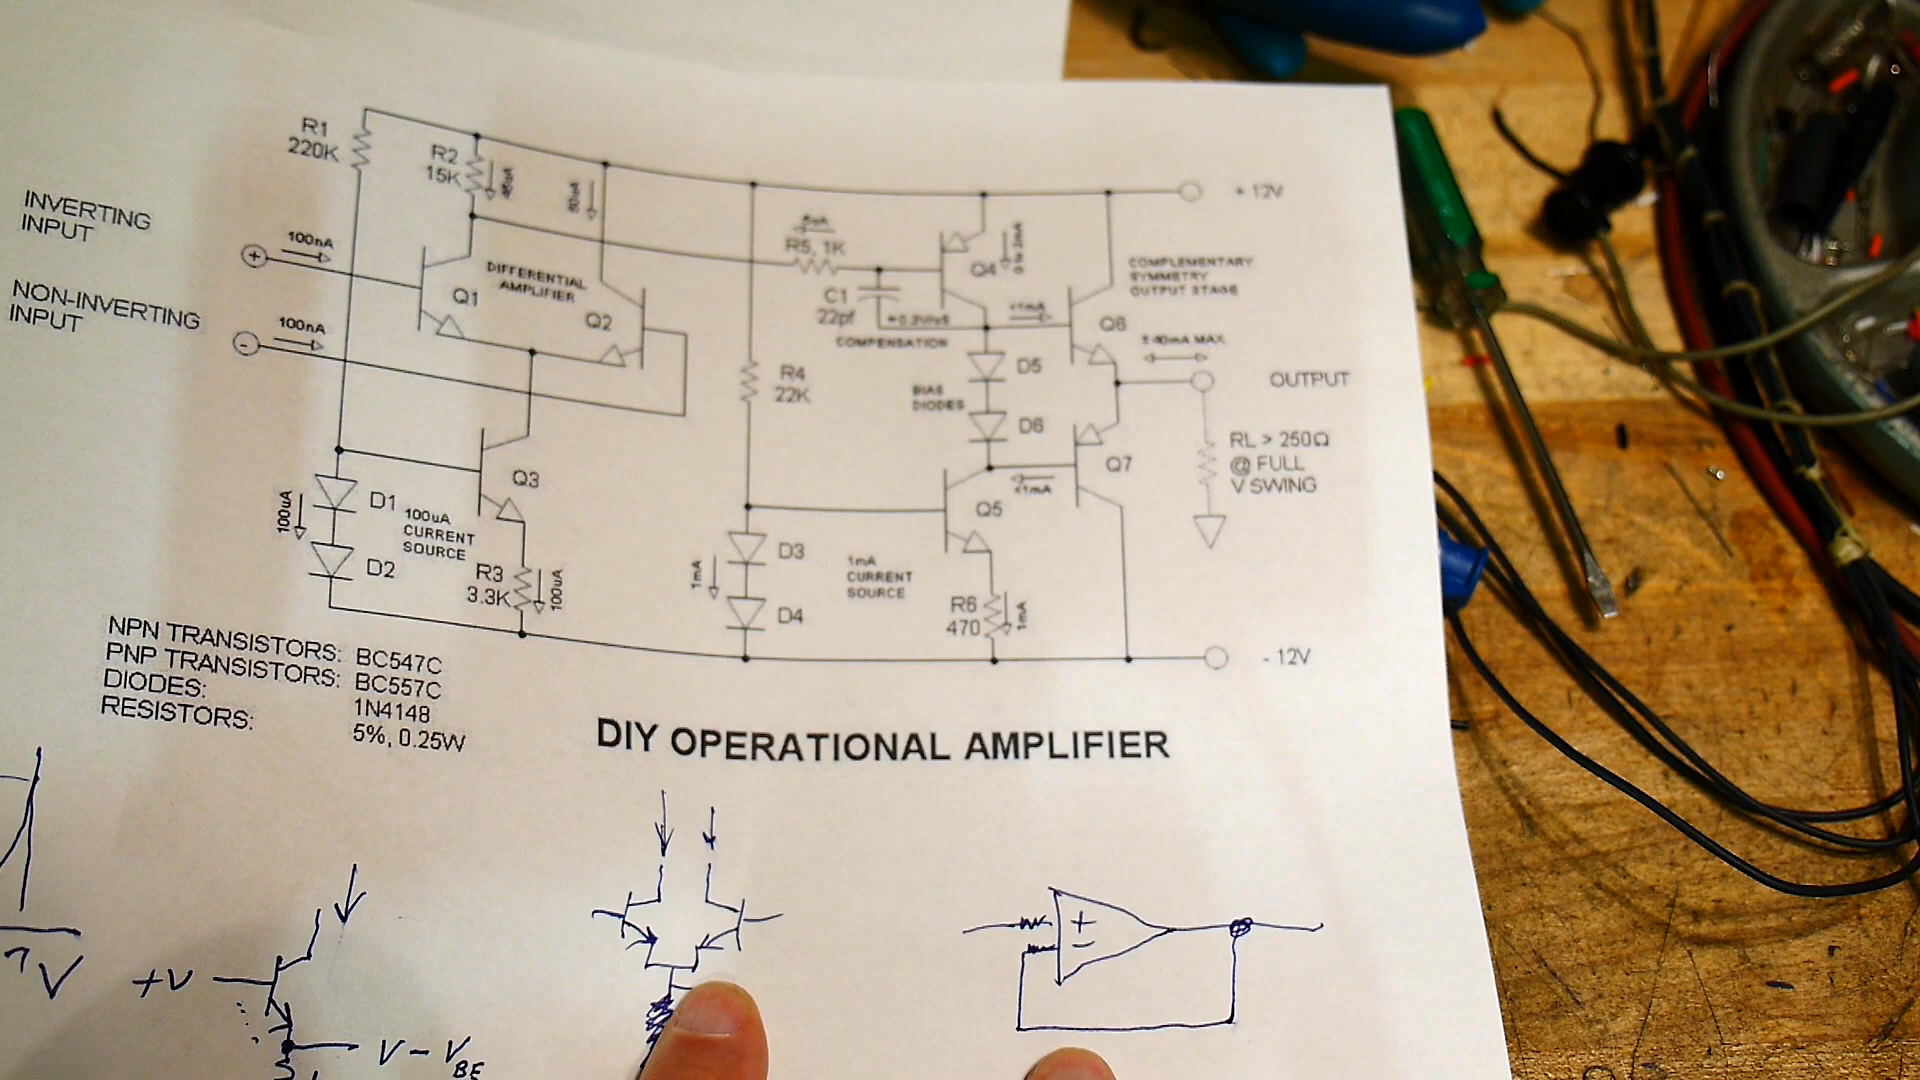 R1
220K
R2
15K
INVERTING
INPUT
+
100nA
NON-INVERTING
INPUT
-
100nA
Q1
DIFFERENTIAL
AMPLIFIER
Q2
R5, 1K
C1
22pf
COMPENSATION
Q4
+ 12V
COMPLEMENTARY
SYMMETRY
OUTPUT STAGE
<1mA
D5
BIAS
DIODES
D6
<1mA
Q7
OUTPUT
RL > 250Ω
@ FULL
V SWING
R4
22K
Q3
D1
100uA
100uA
CURRENT
SOURCE
D2
R3
3.3K
100uA
Q5
D3
1mA
D4
1mA
CURRENT
SOURCE
R6
470
1mA
- 12V
NPN TRANSISTORS: BC547C
PNP TRANSISTORS: BC557C
DIODES: 1N4148
RESISTORS: 5%, 0.25W
DIY OPERATIONAL AMPLIFIER
+
−
+V
V - VBE